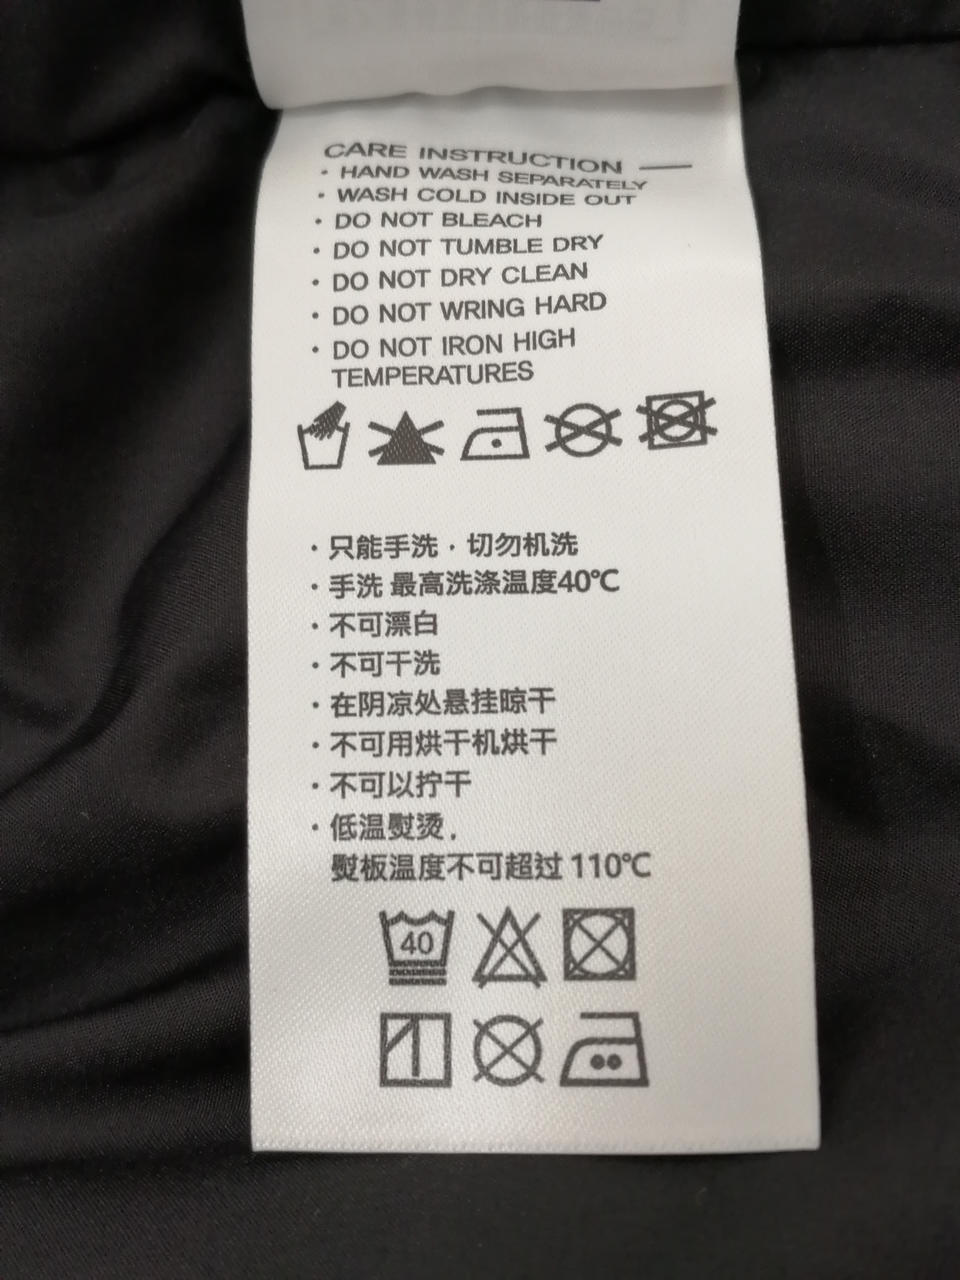 CARE INSTRUCTION —
· HAND WASH SEPARATELY
· WASH COLD INSIDE OUT
· DO NOT BLEACH
· DO NOT TUMBLE DRY
· DO NOT DRY CLEAN
· DO NOT WRING HARD
· DO NOT IRON HIGH
TEMPERATURES
· 只能手洗 · 切勿机洗
· 手洗 最高洗涤温度40℃
· 不可漂白
· 不可干洗
· 在阴凉处悬挂晾干
· 不可用烘干机烘干
· 不可以拧干
· 低温熨烫.
熨板温度不可超过 110℃
40